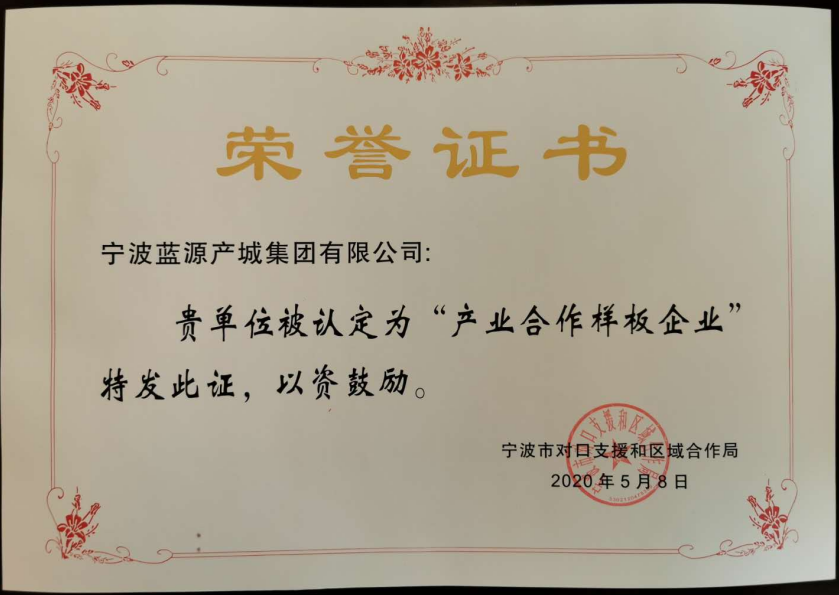 荣誉证书
宁波蓝源产城集团有限公司:
贵单位被认定为“产业合作样板企业”
特发此证，以资鼓励。
宁波市对口支援和区域合作局
2020年5月8日